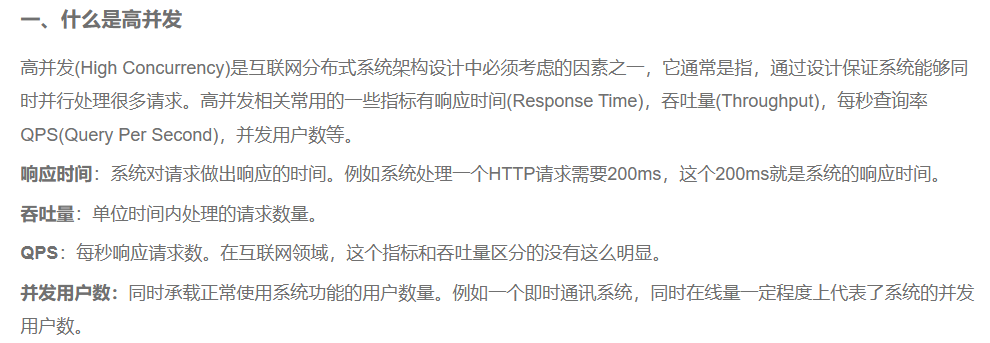 一、什么是高并发
高并发(High Concurrency)是互联网分布式系统架构设计中必须考虑的因素之一，它通常是指，通过设计保证系统能够同
时并行处理很多请求。高并发相关常用的一些指标有响应时间(Response Time)，吞吐量(Throughput)，每秒查询率
QPS(Query Per Second)，并发用户数等。
响应时间：系统对请求做出响应的时间。例如系统处理一个HTTP请求需要200ms，这个200ms就是系统的响应时间。
吞吐量：单位时间内处理的请求数量。
QPS：每秒响应请求数。在互联网领域，这个指标和吞吐量区分的没有这么明显。
并发用户数：同时承载正常使用系统功能的用户数量。例如一个即时通讯系统，同时在线量一定程度上代表了系统的并发
用户数。